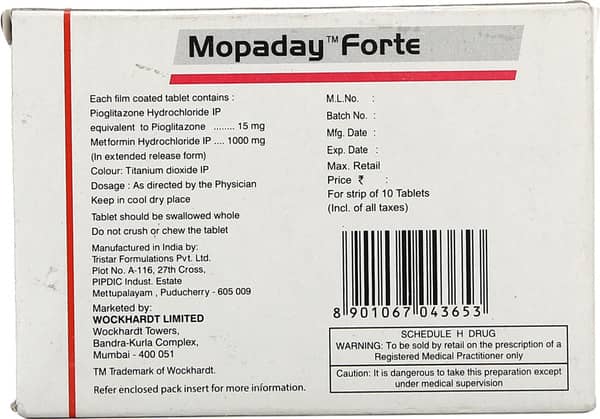 Mopaday™ Forte
Each film coated tablet contains :
Pioglitazone Hydrochloride IP
equivalent to Pioglitazone ........ 15 mg
Metformin Hydrochloride IP .... 1000 mg
(In extended release form)
Colour: Titanium dioxide IP
Dosage : As directed by the Physician
Keep in cool dry place
Tablet should be swallowed whole
Do not crush or chew the tablet
Manufactured in India by:
Tristar Formulations Pvt. Ltd.
Plot No. A-116, 27th Cross,
PIPDIC Indust. Estate
Mettupalayam , Puducherry - 605 009
Marketed by:
WOCKHARDT LIMITED
Wockhardt Towers,
Bandra-Kurla Complex,
Mumbai - 400 051
TM Trademark of Wockhardt.
Refer enclosed pack insert for more information.
M.L.No. :
Batch No. :
Mfg. Date :
Exp. Date :
Max. Retail
Price ₹ :
For strip of 10 Tablets
(Incl. of all taxes)
8 901067 043653
SCHEDULE H DRUG
WARNING: To be sold by retail on the prescription of a
Registered Medical Practitioner only
Caution: It is dangerous to take this preparation except
under medical supervision